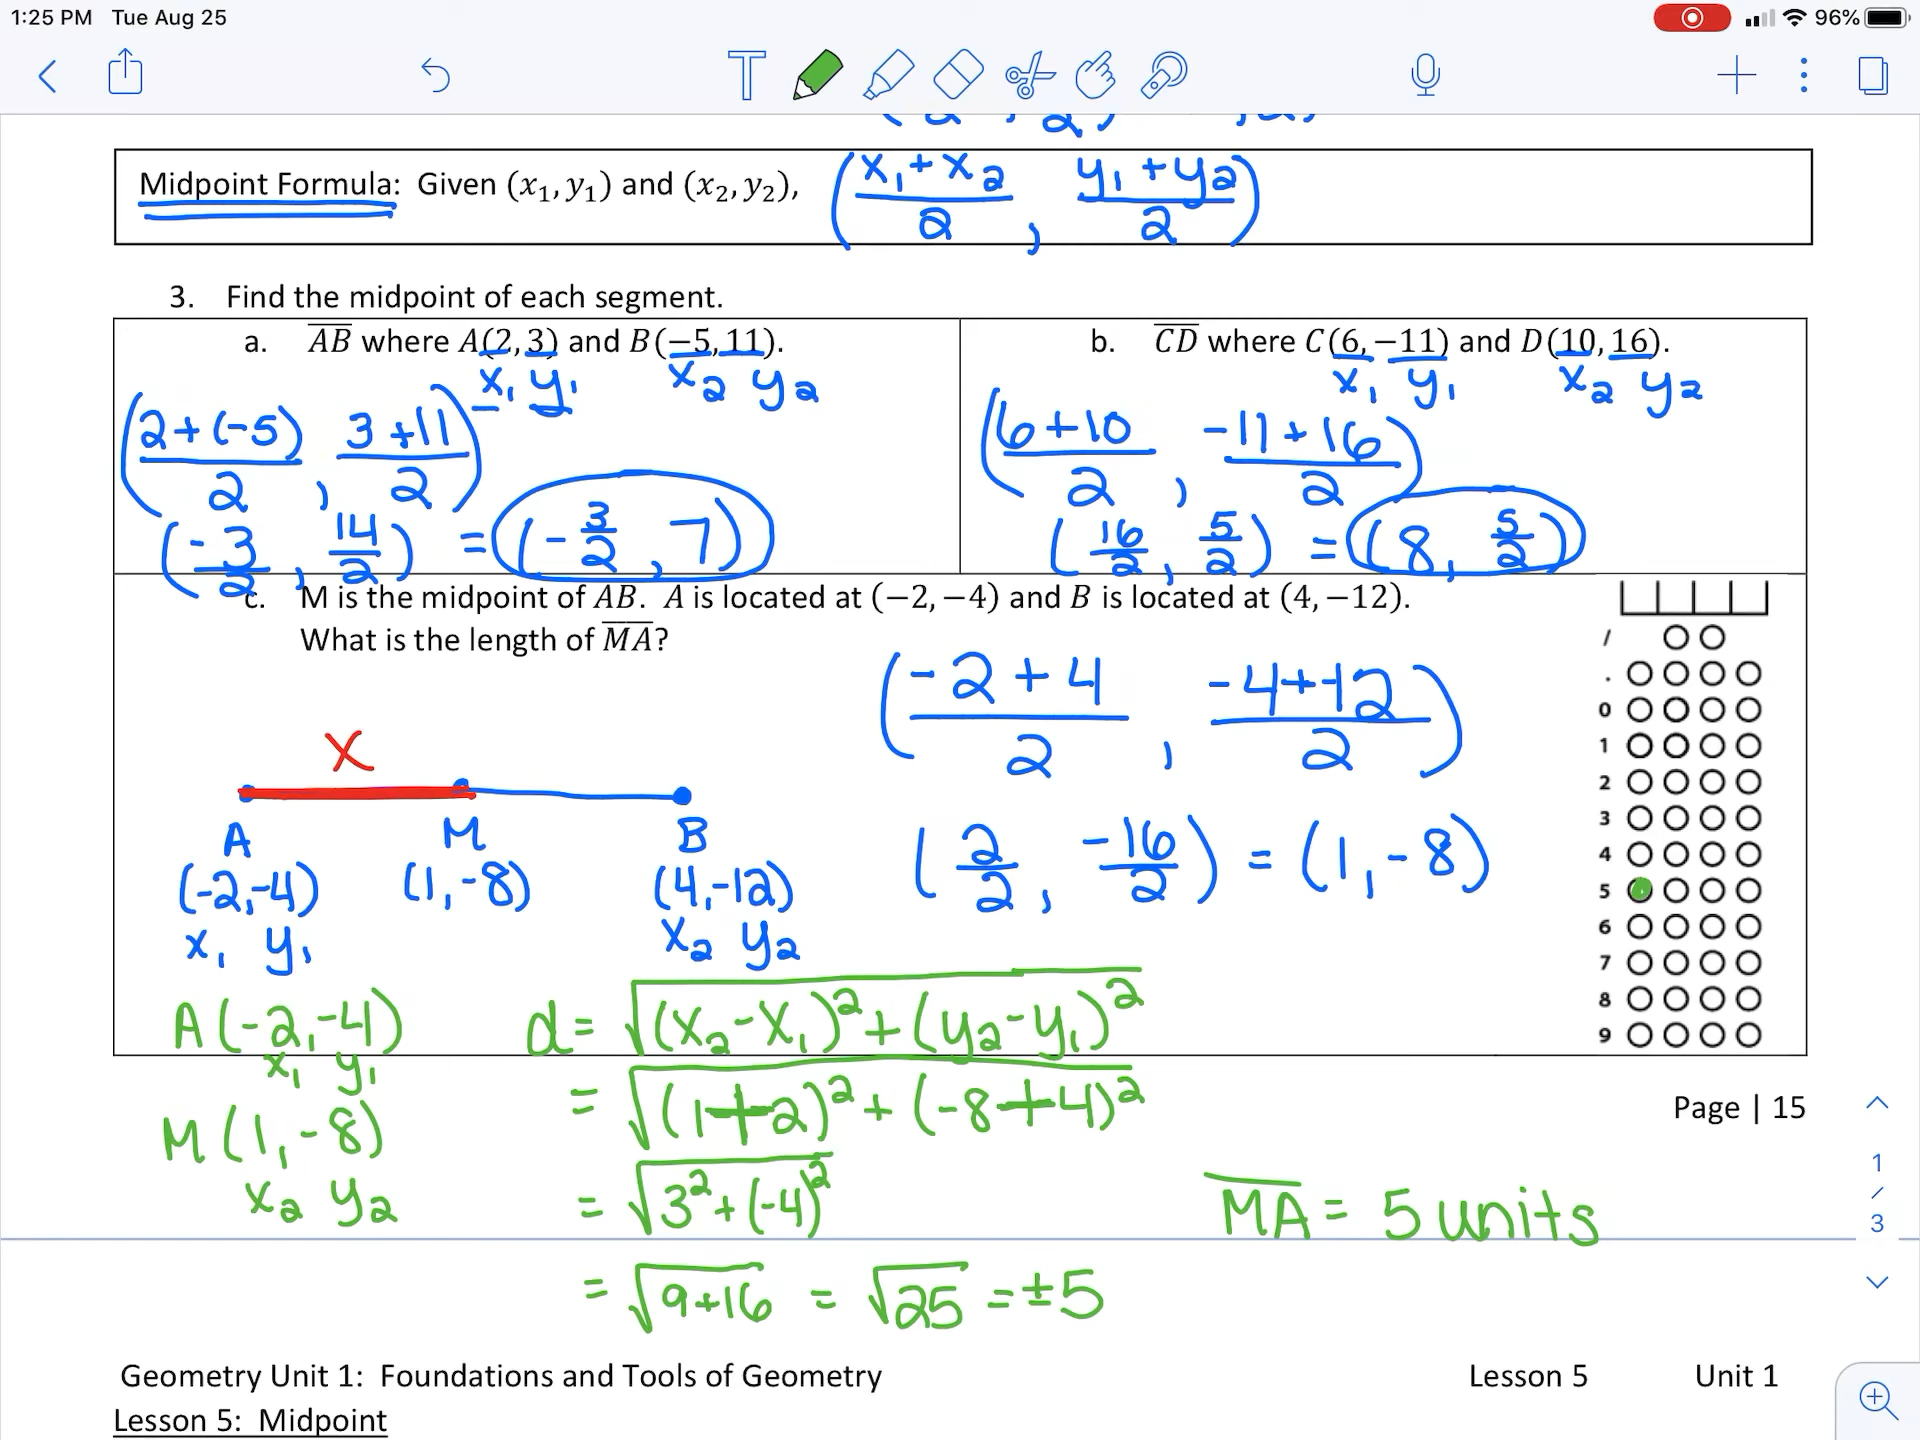 1:25 PM Tue Aug 25 96%
Midpoint Formula: Given (x₁, y₁) and (x₂, y₂), ( x₁ + x₂ / 2 , y₁ + y₂ / 2 )
3. Find the midpoint of each segment.
a. AB where A(2, 3) and B(−5, 11).
x₁ y₁ x₂ y₂
( 2 + (-5) / 2 , 3 + 11 / 2 )
( -3/2 , 14/2 ) = ( - 3/2 , 7 )
b. CD where C(6, −11) and D(10, 16).
x₁ y₁ x₂ y₂
( 6 + 10 / 2 , -11 + 16 / 2 )
( 16/2 , 5/2 ) = ( 8, 5/2 )
c. M is the midpoint of AB. A is located at (−2, −4) and B is located at (4, −12).
What is the length of MA?
( -2 + 4 / 2 , -4 + -12 / 2 )
( 2/2 , -16/2 ) = (1, -8)
X
A M B
(-2,-4) (1,-8) (4,-12)
x₁ y₁ x₂ y₂
/
.
0
1
2
3
4
5
6
7
8
9
A(-2,-4)
x₁ y₁
M(1,-8)
x₂ y₂
d = √(x₂-x₁)² + (y₂-y₁)²
= √(1+2)² + (-8+4)²
= √3² + (-4)²
= √9+16 = √25 = ±5
MA = 5 units
Page | 15
1
/
3
Geometry Unit 1: Foundations and Tools of Geometry Lesson 5 Unit 1
Lesson 5: Midpoint